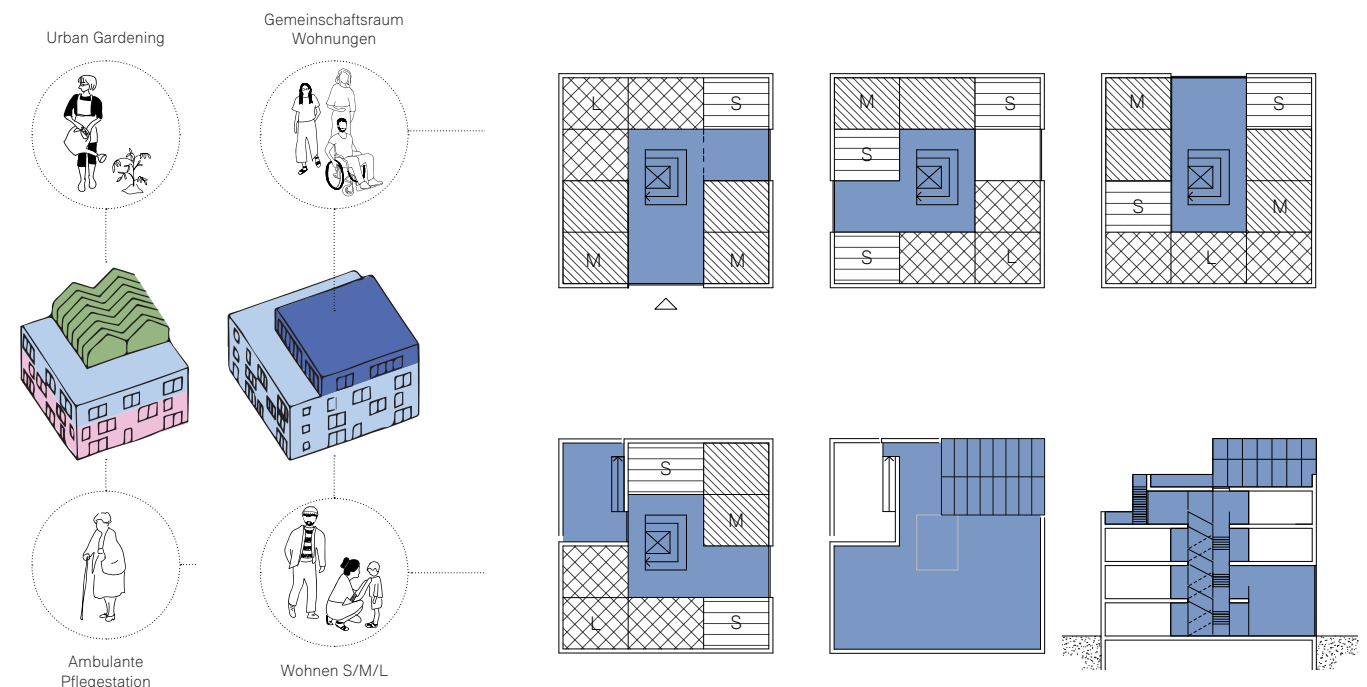 Urban Gardening
Gemeinschaftsraum
Wohnungen
Ambulante
Pflegestation
Wohnen S/M/L
L
S
M
M
M
S
S
S
L
M
S
S
M
L
S
M
L
S